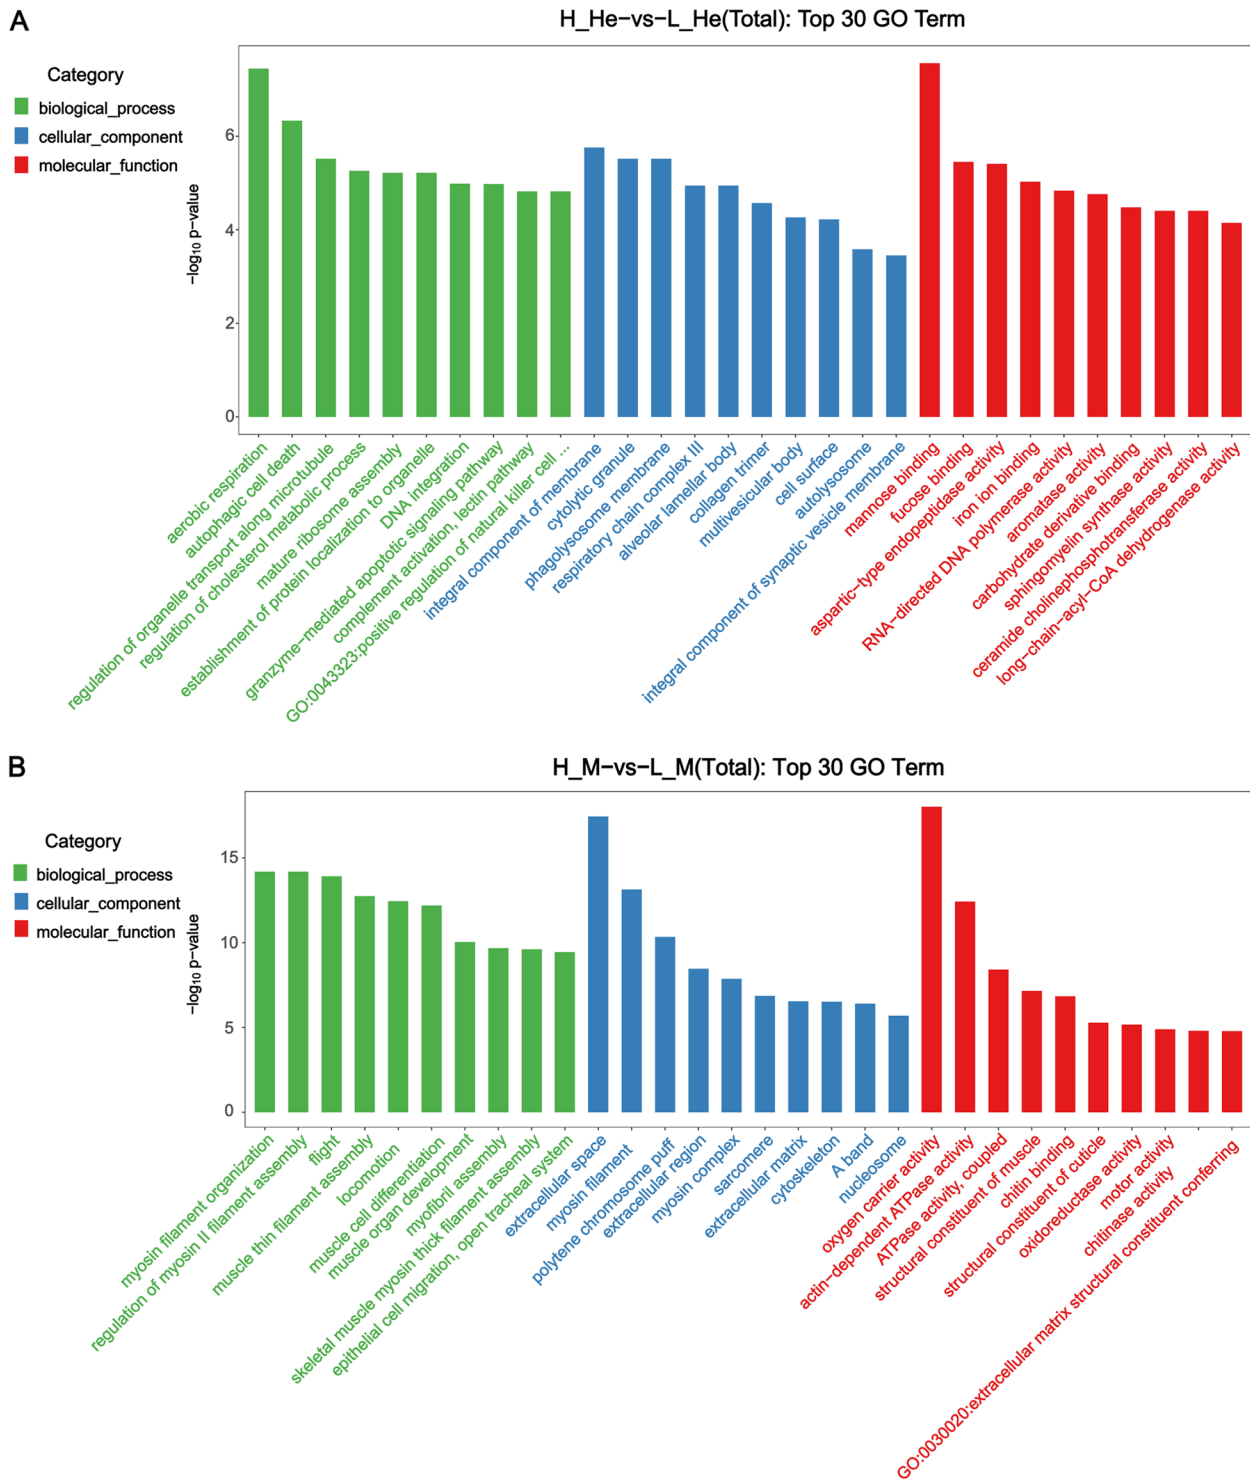 A
H_He−vs−L_He(Total): Top 30 GO Term
Category
biological_process
cellular_component
molecular_function
−log10 p−value
6
4
2
0
aerobic respiration
autophagic cell death
regulation of organelle transport along microtubule
regulation of cholesterol metabolic process
mature ribosome assembly
establishment of protein localization to organelle
DNA integration
granzyme−mediated apoptotic signaling pathway
complement activation, lectin pathway
GO:0043323:positive regulation of natural killer cell ...
integral component of membrane
cytolytic granule
phagolysosome membrane
respiratory chain complex III
alveolar lamellar body
collagen trimer
multivesicular body
cell surface
autolysosome
integral component of synaptic vesicle membrane
mannose binding
fucose binding
aspartic−type endopeptidase activity
iron ion binding
RNA−directed DNA polymerase activity
aromatase activity
carbohydrate derivative binding
sphingomyelin synthase activity
ceramide cholinephosphotransferase activity
long−chain−acyl−CoA dehydrogenase activity
B
H_M−vs−L_M(Total): Top 30 GO Term
Category
biological_process
cellular_component
molecular_function
−log10 p−value
15
10
5
0
myosin filament organization
regulation of myosin II filament assembly
flight
muscle thin filament assembly
locomotion
muscle cell differentiation
muscle organ development
myofibril assembly
skeletal muscle myosin thick filament assembly
epithelial cell migration, open tracheal system
extracellular space
myosin filament
polytene chromosome puff
extracellular region
myosin complex
sarcomere
extracellular matrix
cytoskeleton
A band
nucleosome
oxygen carrier activity
actin−dependent ATPase activity
ATPase activity, coupled
structural constituent of muscle
chitin binding
structural constituent of cuticle
oxidoreductase activity
motor activity
chitinase activity
GO:0030020:extracellular matrix structural constituent conferring